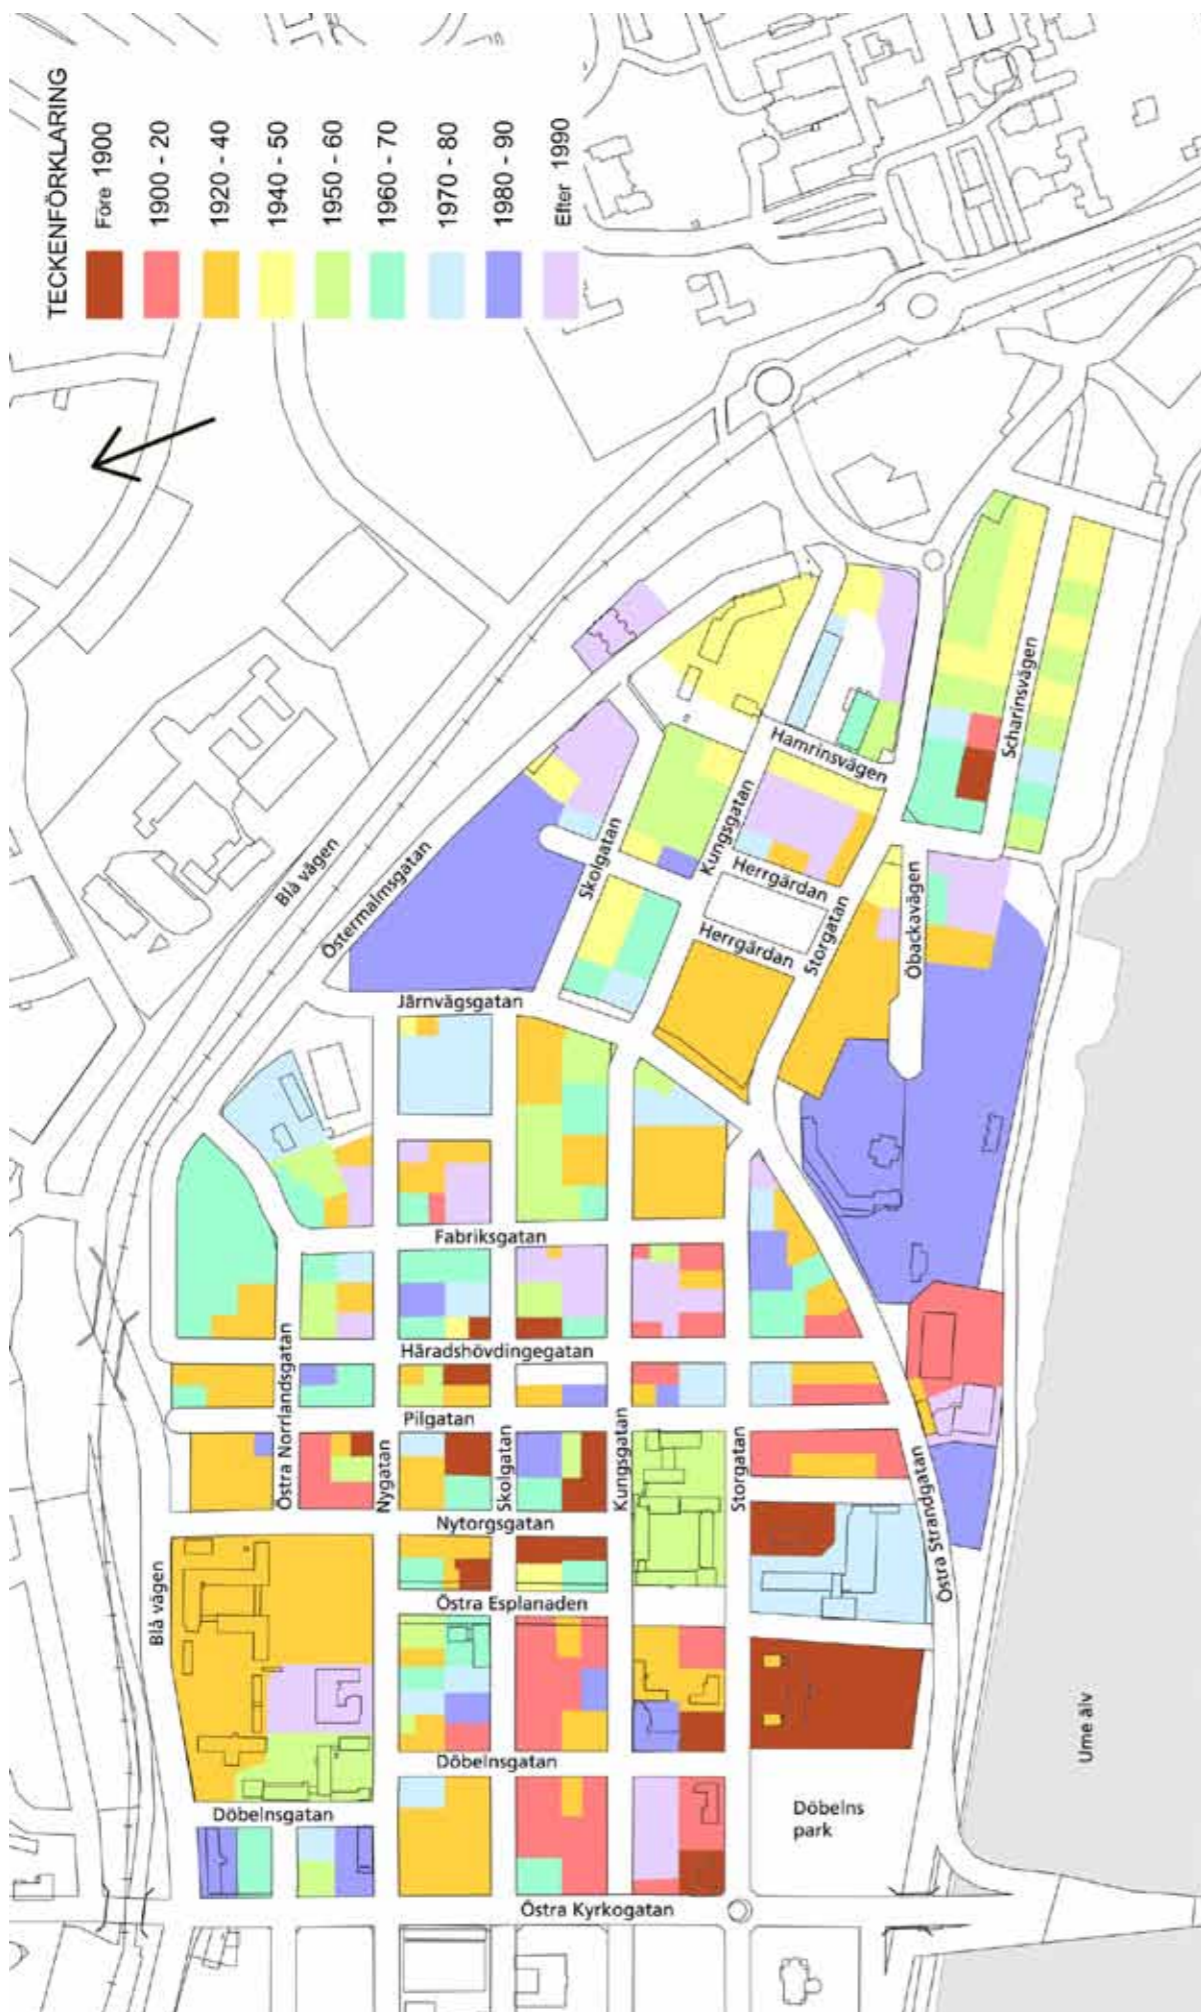 TECKENFÖRKLARING
Före 1900
1900 - 20
1920 - 40
1940 - 50
1950 - 60
1960 - 70
1970 - 80
1980 - 90
Efter 1990
Blå vägen
Östermalmsgatan
Skolgatan
Kungsgatan
Hamrinsvägen
Herrgärdan
Herrgärdan
Storgatan
Öbackavägen
Scharinsvägen
Järnvägsgatan
Fabriksgatan
Häradshövdingegatan
Östra Norrlandsgatan
Pilgatan
Nygatan
Skolgatan
Kungsgatan
Storgatan
Nytorgsgatan
Östra Strandgatan
Blå vägen
Östra Esplanaden
Döbelnsgatan
Döbelnsgatan
Döbelns
park
Ume älv
Östra Kyrkogatan